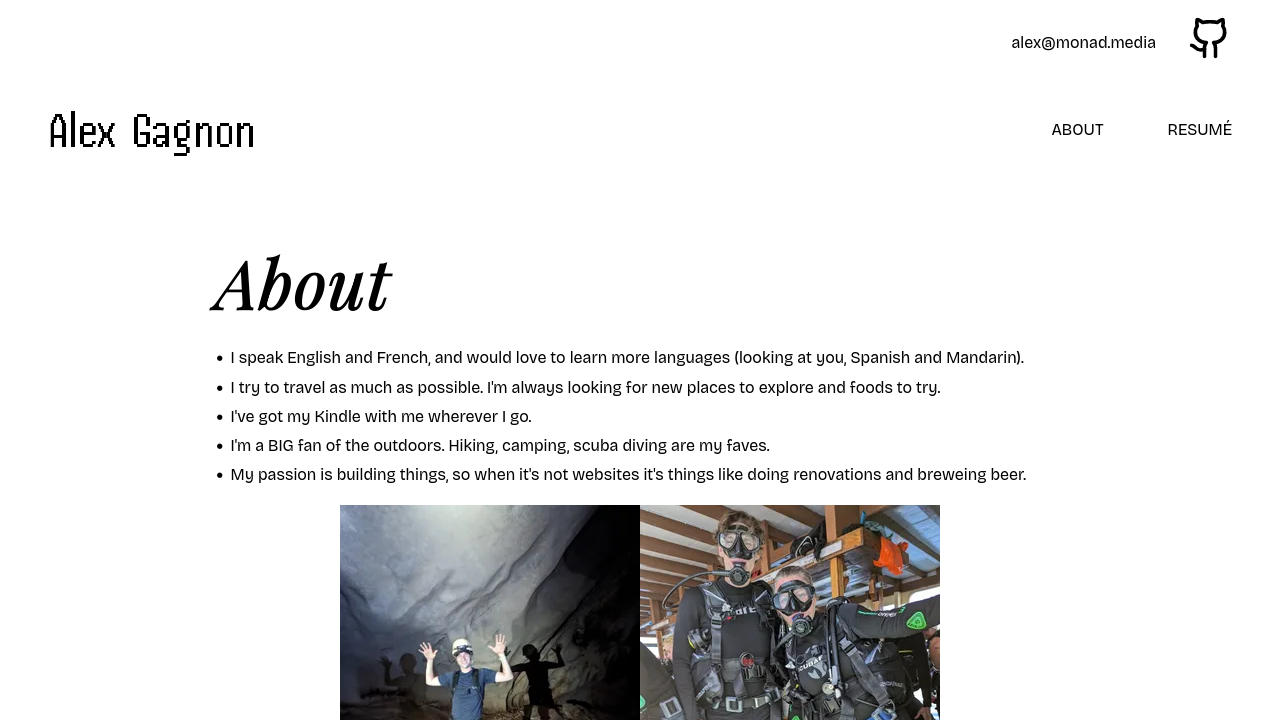 alex@monad.media
Alex Gagnon
ABOUT
RESUMÉ
About
• I speak English and French, and would love to learn more languages (looking at you, Spanish and Mandarin).
• I try to travel as much as possible. I'm always looking for new places to explore and foods to try.
• I've got my Kindle with me wherever I go.
• I'm a BIG fan of the outdoors. Hiking, camping, scuba diving are my faves.
• My passion is building things, so when it's not websites it's things like doing renovations and breweing beer.